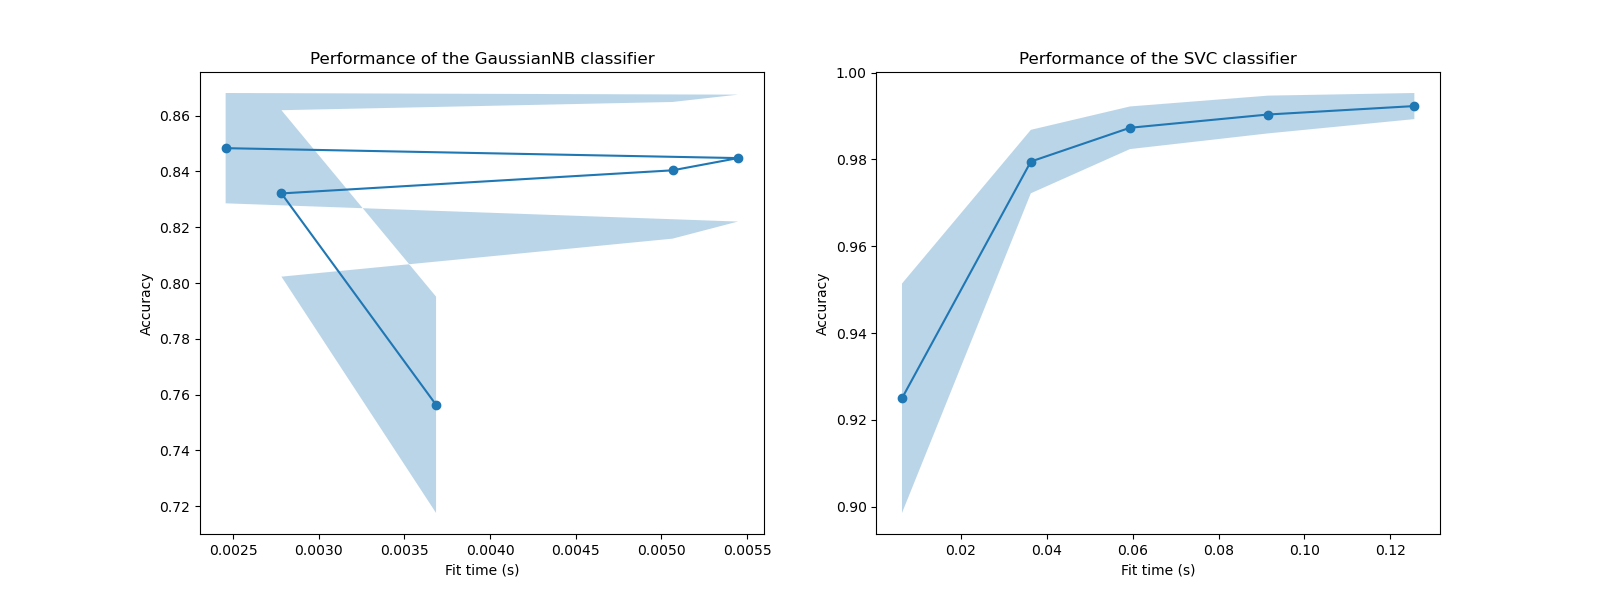 Performance of the GaussianNB classifier
Accuracy
0.86
0.84
0.82
0.80
0.78
0.76
0.74
0.72
0.0025 0.0030 0.0035 0.0040 0.0045 0.0050 0.0055
Fit time (s)
Performance of the SVC classifier
Accuracy
1.00
0.98
0.96
0.94
0.92
0.90
0.02 0.04 0.06 0.08 0.10 0.12
Fit time (s)